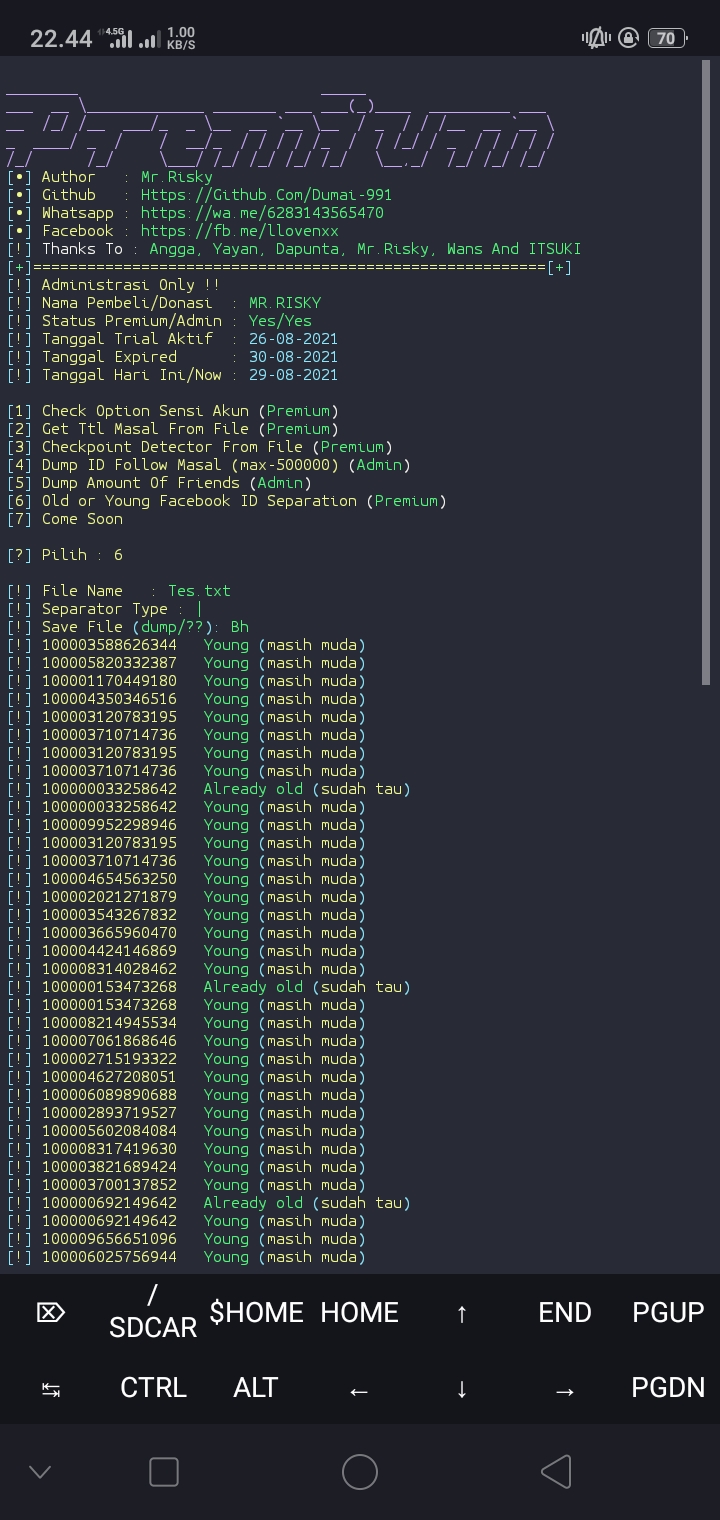 22.44 4.5G 1.00 KB/S 70
Premium
[•] Author   : Mr.Risky
[•] Github   : Https://Github.Com/Dumai-991
[•] Whatsapp : https://wa.me/6283143565470
[•] Facebook : https://fb.me/llovenxx
[!] Thanks To : Angga, Yayan, Dapunta, Mr.Risky, Wans And ITSUKI
[+]=========================================================[+]
[!] Administrasi Only !!
[!] Nama Pembeli/Donasi  : MR.RISKY
[!] Status Premium/Admin : Yes/Yes
[!] Tanggal Trial Aktif  : 26-08-2021
[!] Tanggal Expired      : 30-08-2021
[!] Tanggal Hari Ini/Now : 29-08-2021
[1] Check Option Sensi Akun (Premium)
[2] Get Ttl Masal From File (Premium)
[3] Checkpoint Detector From File (Premium)
[4] Dump ID Follow Masal (max-500000) (Admin)
[5] Dump Amount Of Friends (Admin)
[6] Old or Young Facebook ID Separation (Premium)
[7] Come Soon
[?] Pilih : 6
[!] File Name   : Tes.txt
[!] Separator Type : |
[!] Save File (dump/??): Bh
[!] 100003588626344   Young (masih muda)
[!] 100005820332387   Young (masih muda)
[!] 100001170449180   Young (masih muda)
[!] 100004350346516   Young (masih muda)
[!] 100003120783195   Young (masih muda)
[!] 100003710714736   Young (masih muda)
[!] 100003120783195   Young (masih muda)
[!] 100003710714736   Young (masih muda)
[!] 100000033258642   Already old (sudah tau)
[!] 100000033258642   Young (masih muda)
[!] 100009952298946   Young (masih muda)
[!] 100003120783195   Young (masih muda)
[!] 100003710714736   Young (masih muda)
[!] 100004654563250   Young (masih muda)
[!] 100002021271879   Young (masih muda)
[!] 100003543267832   Young (masih muda)
[!] 100003665960470   Young (masih muda)
[!] 100004424146869   Young (masih muda)
[!] 100008314028462   Young (masih muda)
[!] 100000153473268   Already old (sudah tau)
[!] 100000153473268   Young (masih muda)
[!] 100008214945534   Young (masih muda)
[!] 100007061868646   Young (masih muda)
[!] 100002715193322   Young (masih muda)
[!] 100004627208051   Young (masih muda)
[!] 100006089890688   Young (masih muda)
[!] 100002893719527   Young (masih muda)
[!] 100005602084084   Young (masih muda)
[!] 100008317419630   Young (masih muda)
[!] 100003821689424   Young (masih muda)
[!] 100003700137852   Young (masih muda)
[!] 100000692149642   Already old (sudah tau)
[!] 100000692149642   Young (masih muda)
[!] 100009656651096   Young (masih muda)
[!] 100006025756944   Young (masih muda)
⌦ / SDCAR $HOME HOME ↑ END PGUP
⇆ CTRL ALT ← ↓ → PGDN